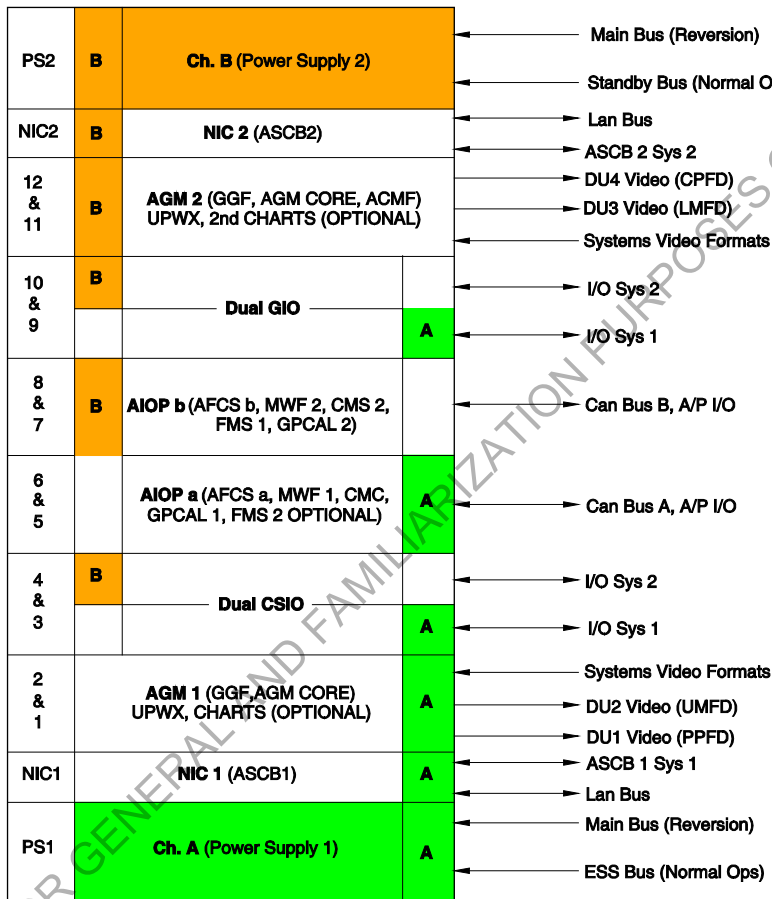 PS2 B Ch. B (Power Supply 2)
Main Bus (Reversion)
Standby Bus (Normal O
NIC2 B NIC 2 (ASCB2)
Lan Bus
ASCB 2 Sys 2
12
&
11
B
AGM 2 (GGF, AGM CORE, ACMF)
UPWX, 2nd CHARTS (OPTIONAL)
DU4 Video (CPFD)
DU3 Video (LMFD)
Systems Video Formats
10
&
9
B
Dual GIO
A
I/O Sys 2
I/O Sys 1
8
&
7
B
AIOP b (AFCS b, MWF 2, CMS 2,
FMS 1, GPCAL 2)
Can Bus B, A/P I/O
6
&
5
AIOP a (AFCS a, MWF 1, CMC,
GPCAL 1, FMS 2 OPTIONAL)
A
Can Bus A, A/P I/O
4
&
3
B
Dual CSIO
A
I/O Sys 2
I/O Sys 1
2
&
1
AGM 1 (GGF,AGM CORE)
UPWX, CHARTS (OPTIONAL)
A
Systems Video Formats
DU2 Video (UMFD)
DU1 Video (PPFD)
NIC1 NIC 1 (ASCB1) A
ASCB 1 Sys 1
Lan Bus
PS1 Ch. A (Power Supply 1) A
Main Bus (Reversion)
ESS Bus (Normal Ops)
OR GENERAL AND FAMILIARIZATION PURPOSES